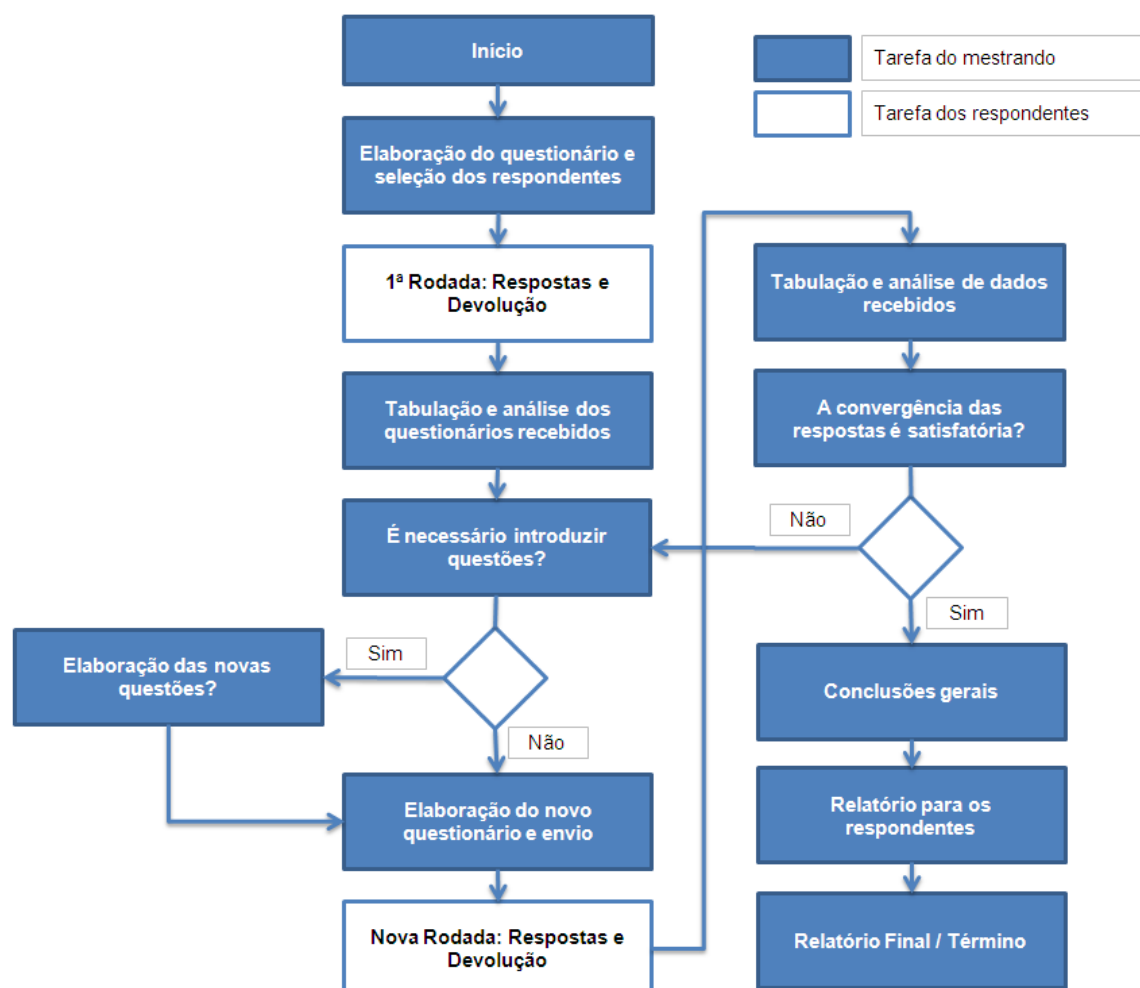 Início
Tarefa do mestrando
Tarefa dos respondentes
Elaboração do questionário e
seleção dos respondentes
1ª Rodada: Respostas e
Devolução
Tabulação e análise dos
questionários recebidos
É necessário introduzir
questões?
Sim
Elaboração das novas
questões?
Não
Elaboração do novo
questionário e envio
Nova Rodada: Respostas e
Devolução
Tabulação e análise de dados
recebidos
A convergência das
respostas é satisfatória?
Não
Sim
Conclusões gerais
Relatório para os
respondentes
Relatório Final / Término